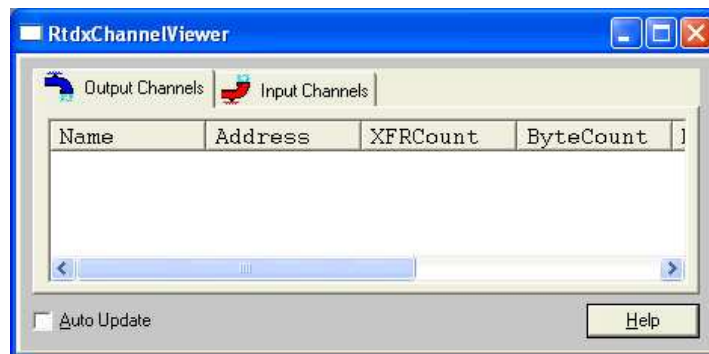 RtdxChannelViewer
Output Channels Input Channels
Name Address XFRCount ByteCount
Auto Update Help